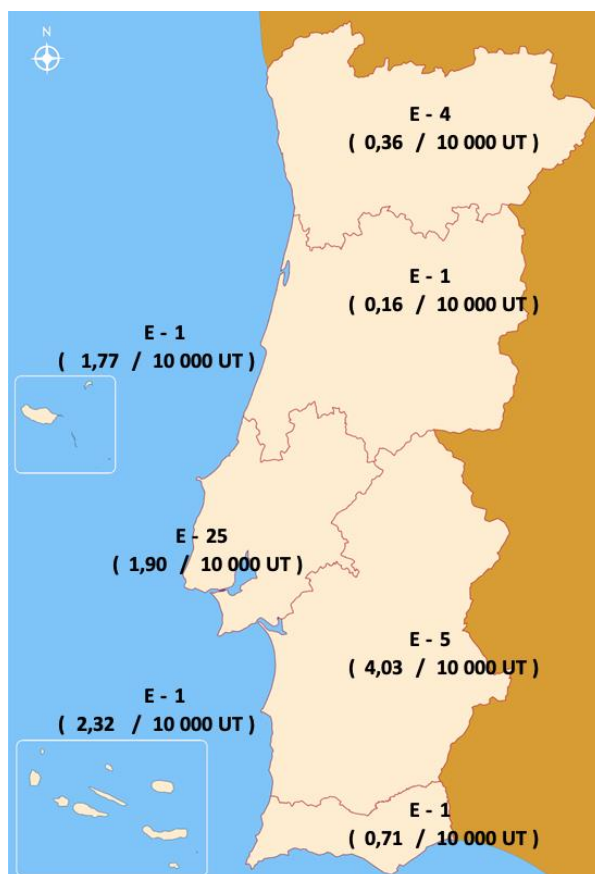 N
E - 4
( 0,36 / 10 000 UT )
E - 1
( 0,16 / 10 000 UT )
E - 1
( 1,77 / 10 000 UT )
E - 25
( 1,90 / 10 000 UT )
E - 5
( 4,03 / 10 000 UT )
E - 1
( 2,32 / 10 000 UT )
E - 1
( 0,71 / 10 000 UT )